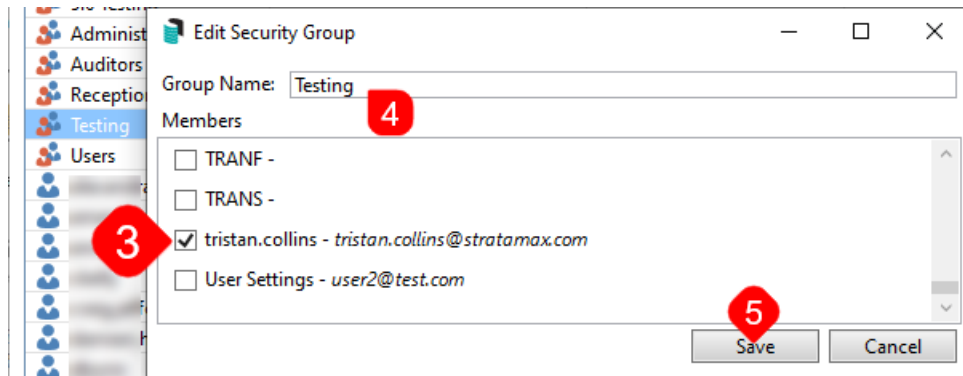 Administ
Auditors
Receptio
Testing
Users
Edit Security Group
Group Name: Testing
4
Members
TRANF -
TRANS -
3
tristan.collins - tristan.collins@stratamax.com
User Settings - user2@test.com
5
Save
Cancel